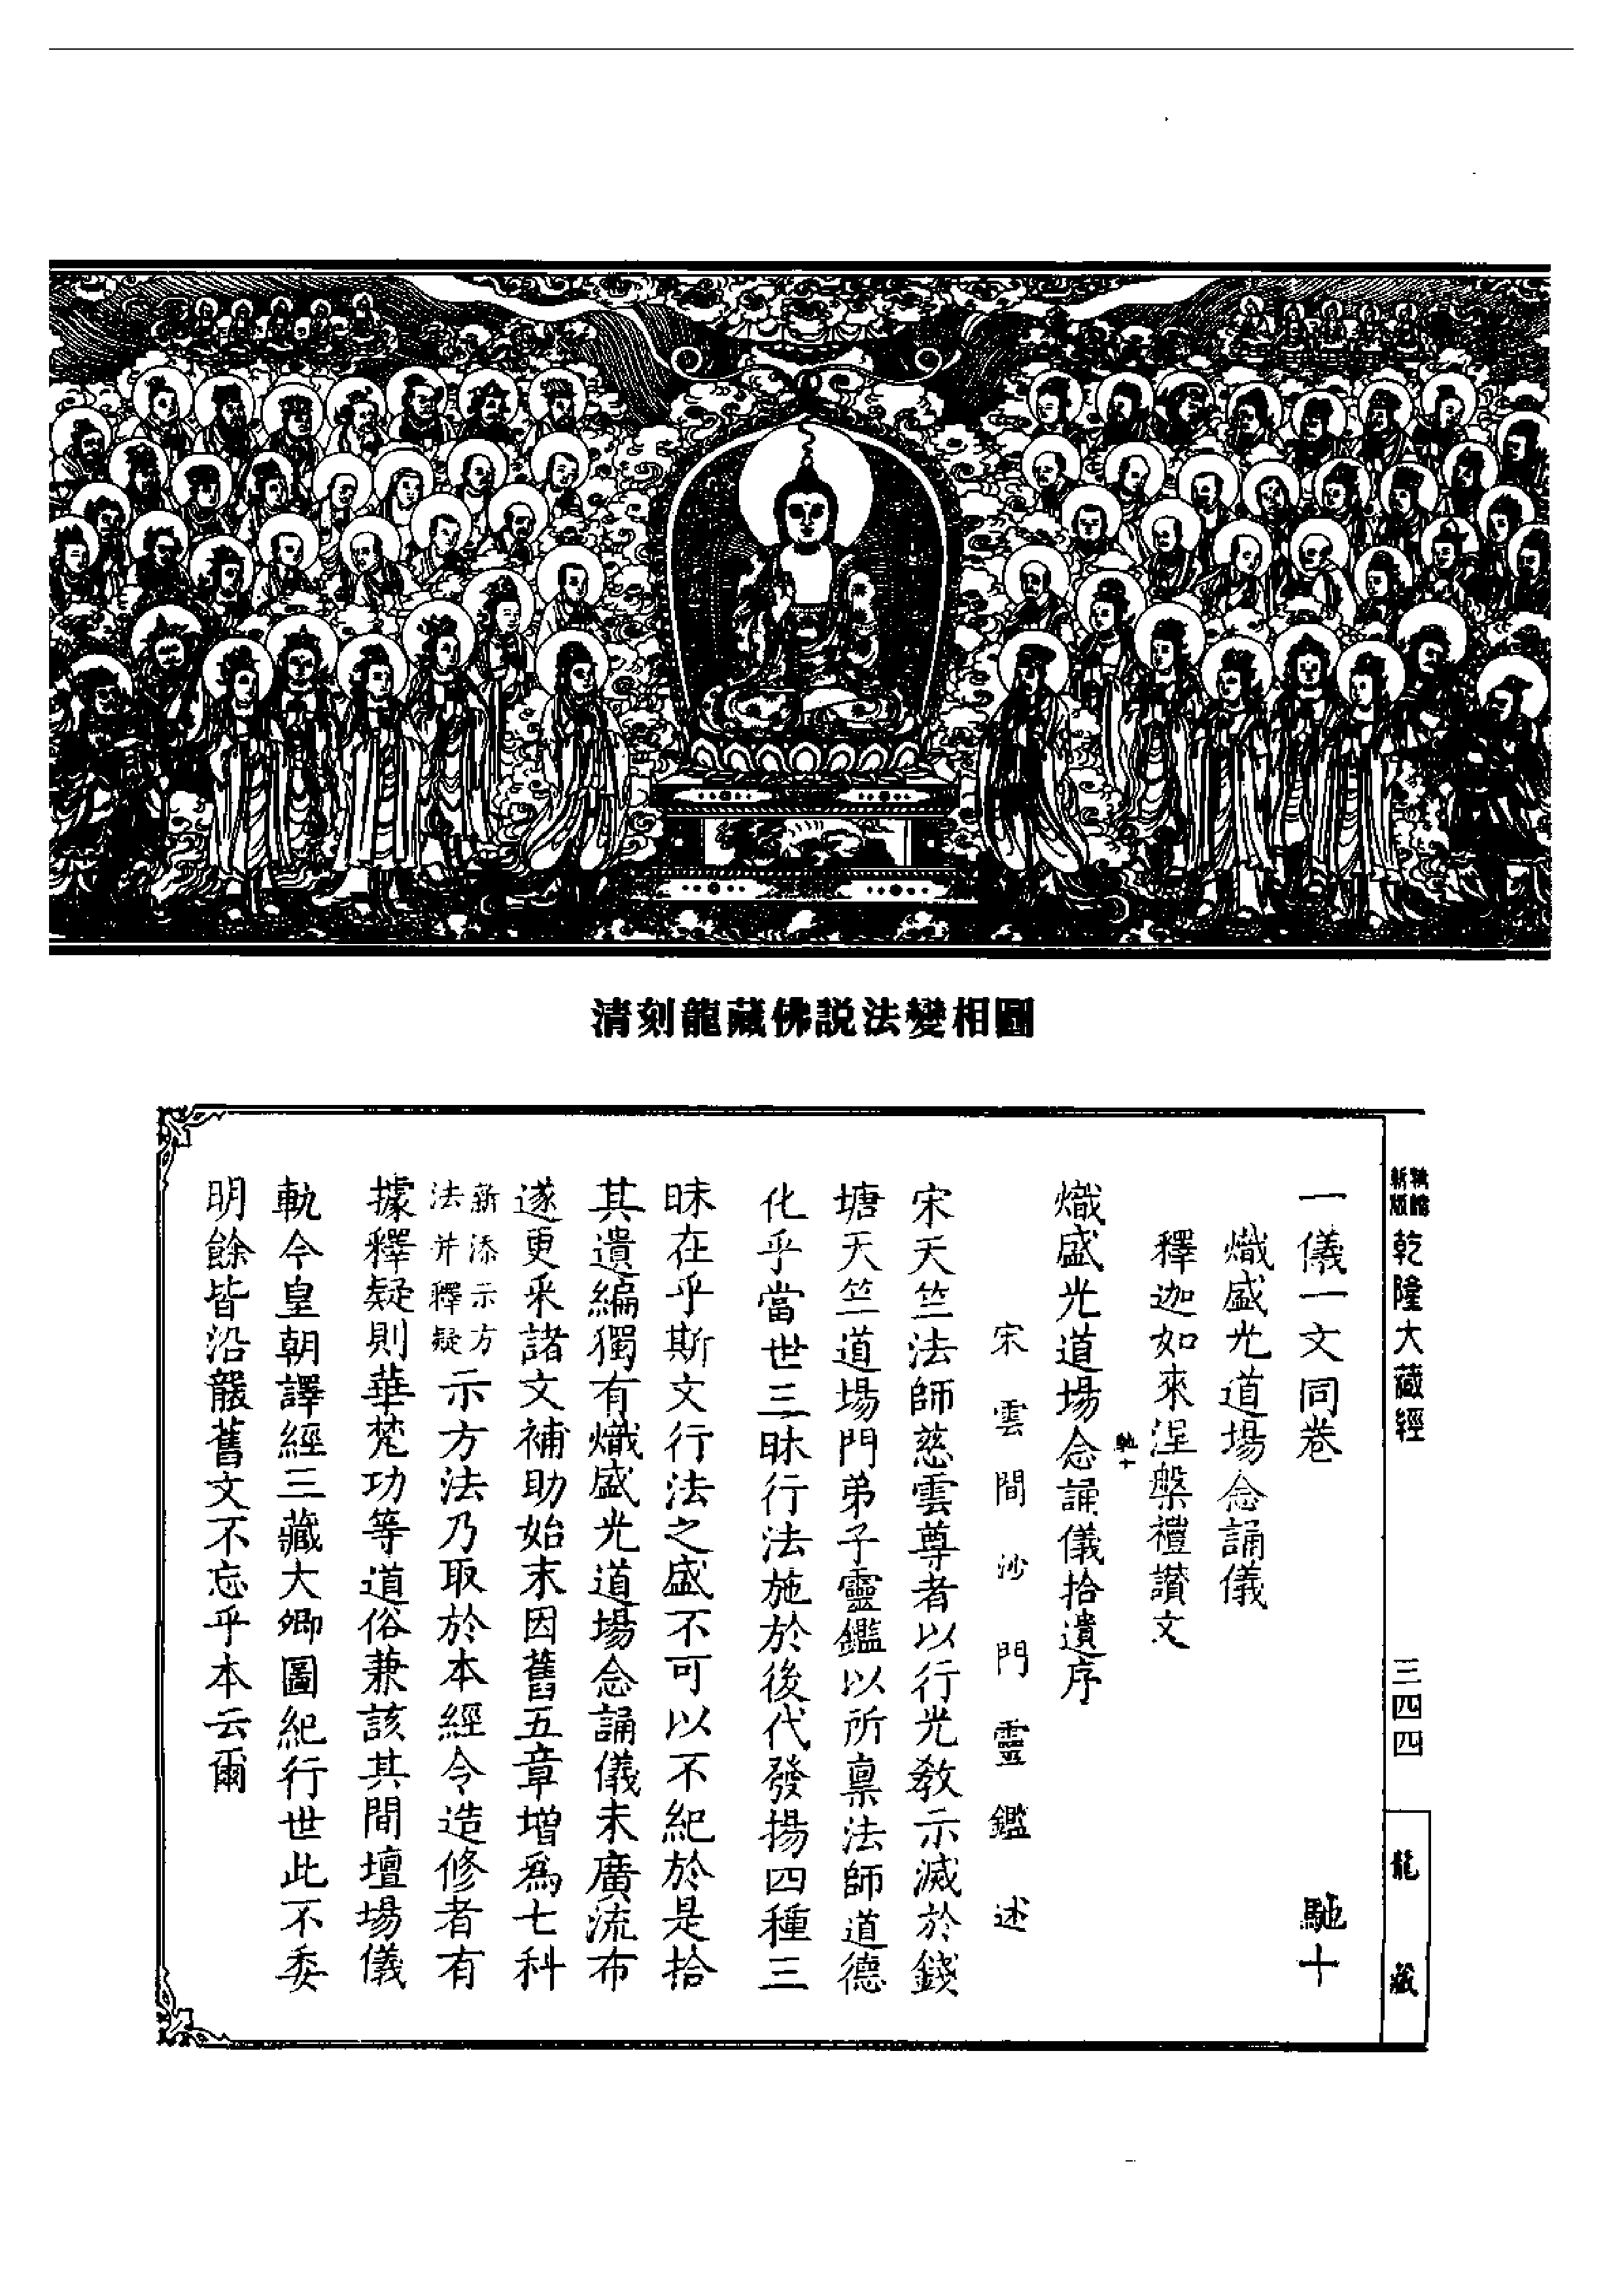 清刻龍藏佛説法變相圖
新版 乾隆大藏經
三四四
龍藏
一儀一文同卷 馳十
熾盛光道場念誦儀
釋迦如來涅槃禮讃文
馳十
熾盛光道場念誦儀拾遺序
宋雲間沙門靈鑑述
宋天竺法師慈雲尊者以行光教示滅於錢
塘天竺道場門弟子靈鑑以所稟法師道德
化乎當世三昧行法施於後代發揚四種三
昧在乎斯文行法之盛不可以不紀於是拾
其遺編獨有熾盛光道場念誦儀未廣流布
遂更采諸文補助始末因舊五章增爲七科
新添示方法并釋疑示方法乃取於本經令造修者有
據釋疑則華梵功等道俗兼該其間壇場儀
軌今皇朝譯經三藏大卿圖紀行世此不委
明餘皆沿襲舊文不忘乎本云爾